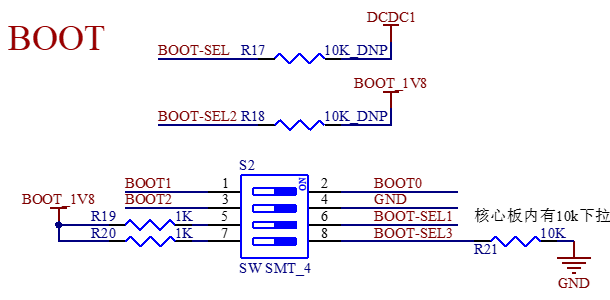 BOOT
DCDC1
BOOT-SEL R17 10K_DNP
BOOT_1V8
BOOT-SEL2 R18 10K_DNP
S2
ON
BOOT1 1 2 BOOT0
BOOT_1V8 BOOT2 3 4 GND
R19 1K 5 6 BOOT-SEL1 核心板内有10k下拉
R20 1K 7 8 BOOT-SEL3 R21 10K
SW SMT_4
GND